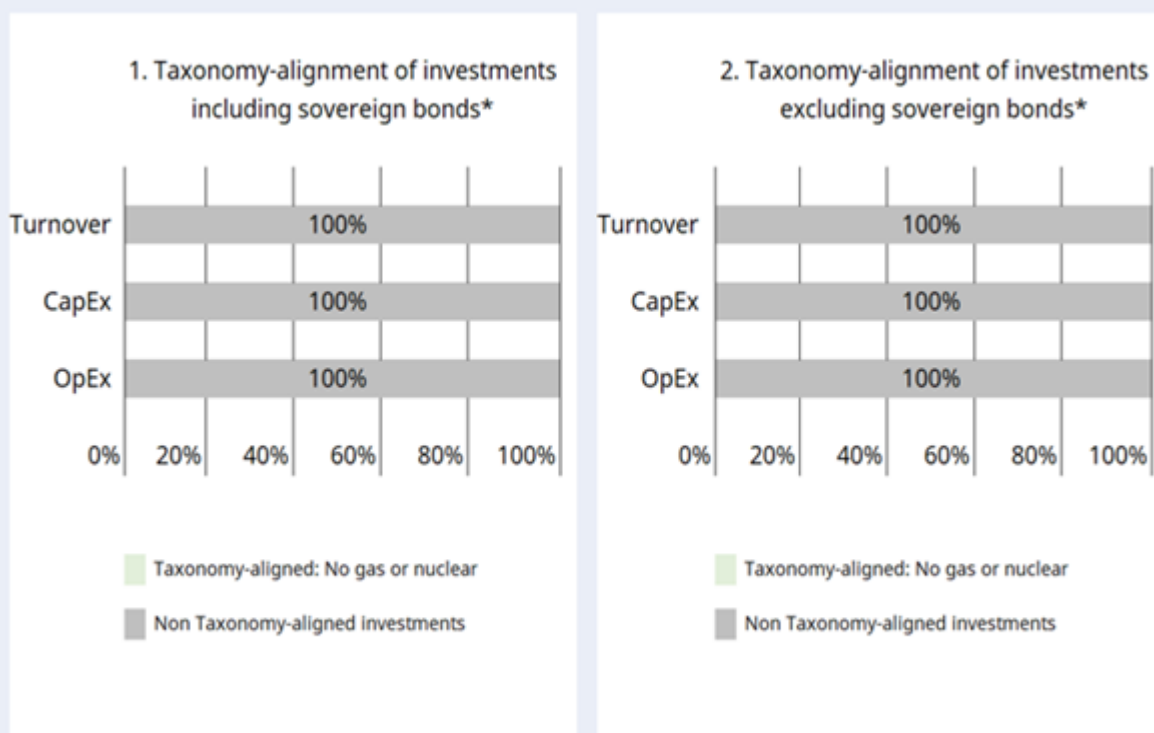 1. Taxonomy-alignment of investments
including sovereign bonds*
Turnover
100%
CapEx
100%
OpEx
100%
0% 20% 40% 60% 80% 100%
Taxonomy-aligned: No gas or nuclear
Non Taxonomy-aligned investments
2. Taxonomy-alignment of investments
excluding sovereign bonds*
Turnover
100%
CapEx
100%
OpEx
100%
0% 20% 40% 60% 80% 100%
Taxonomy-aligned: No gas or nuclear
Non Taxonomy-aligned investments